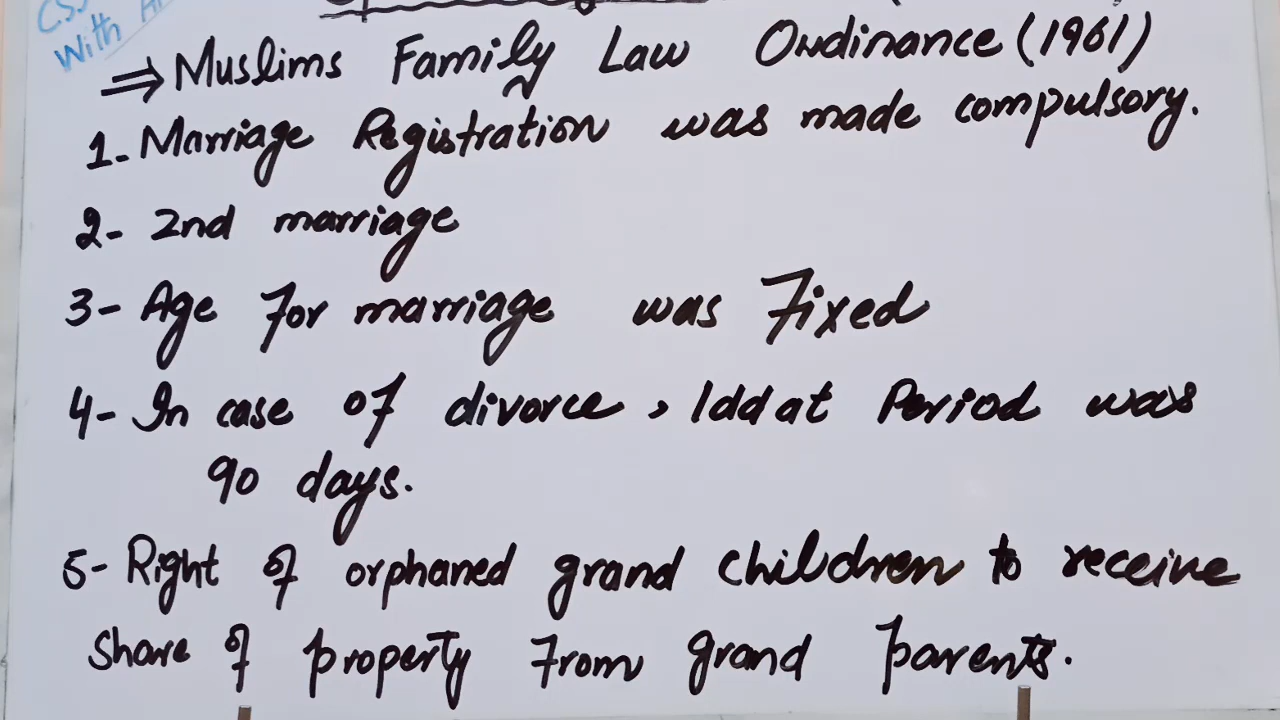 With
⇒ Muslims Family Law Ordinance (1961)
1- Marriage Registration was made compulsory.
2- 2nd marriage
3- Age for marriage was Fixed
4- In case of divorce, Iddat Period was
90 days.
5- Right of orphaned grand children to receive
share of property from grand parents.